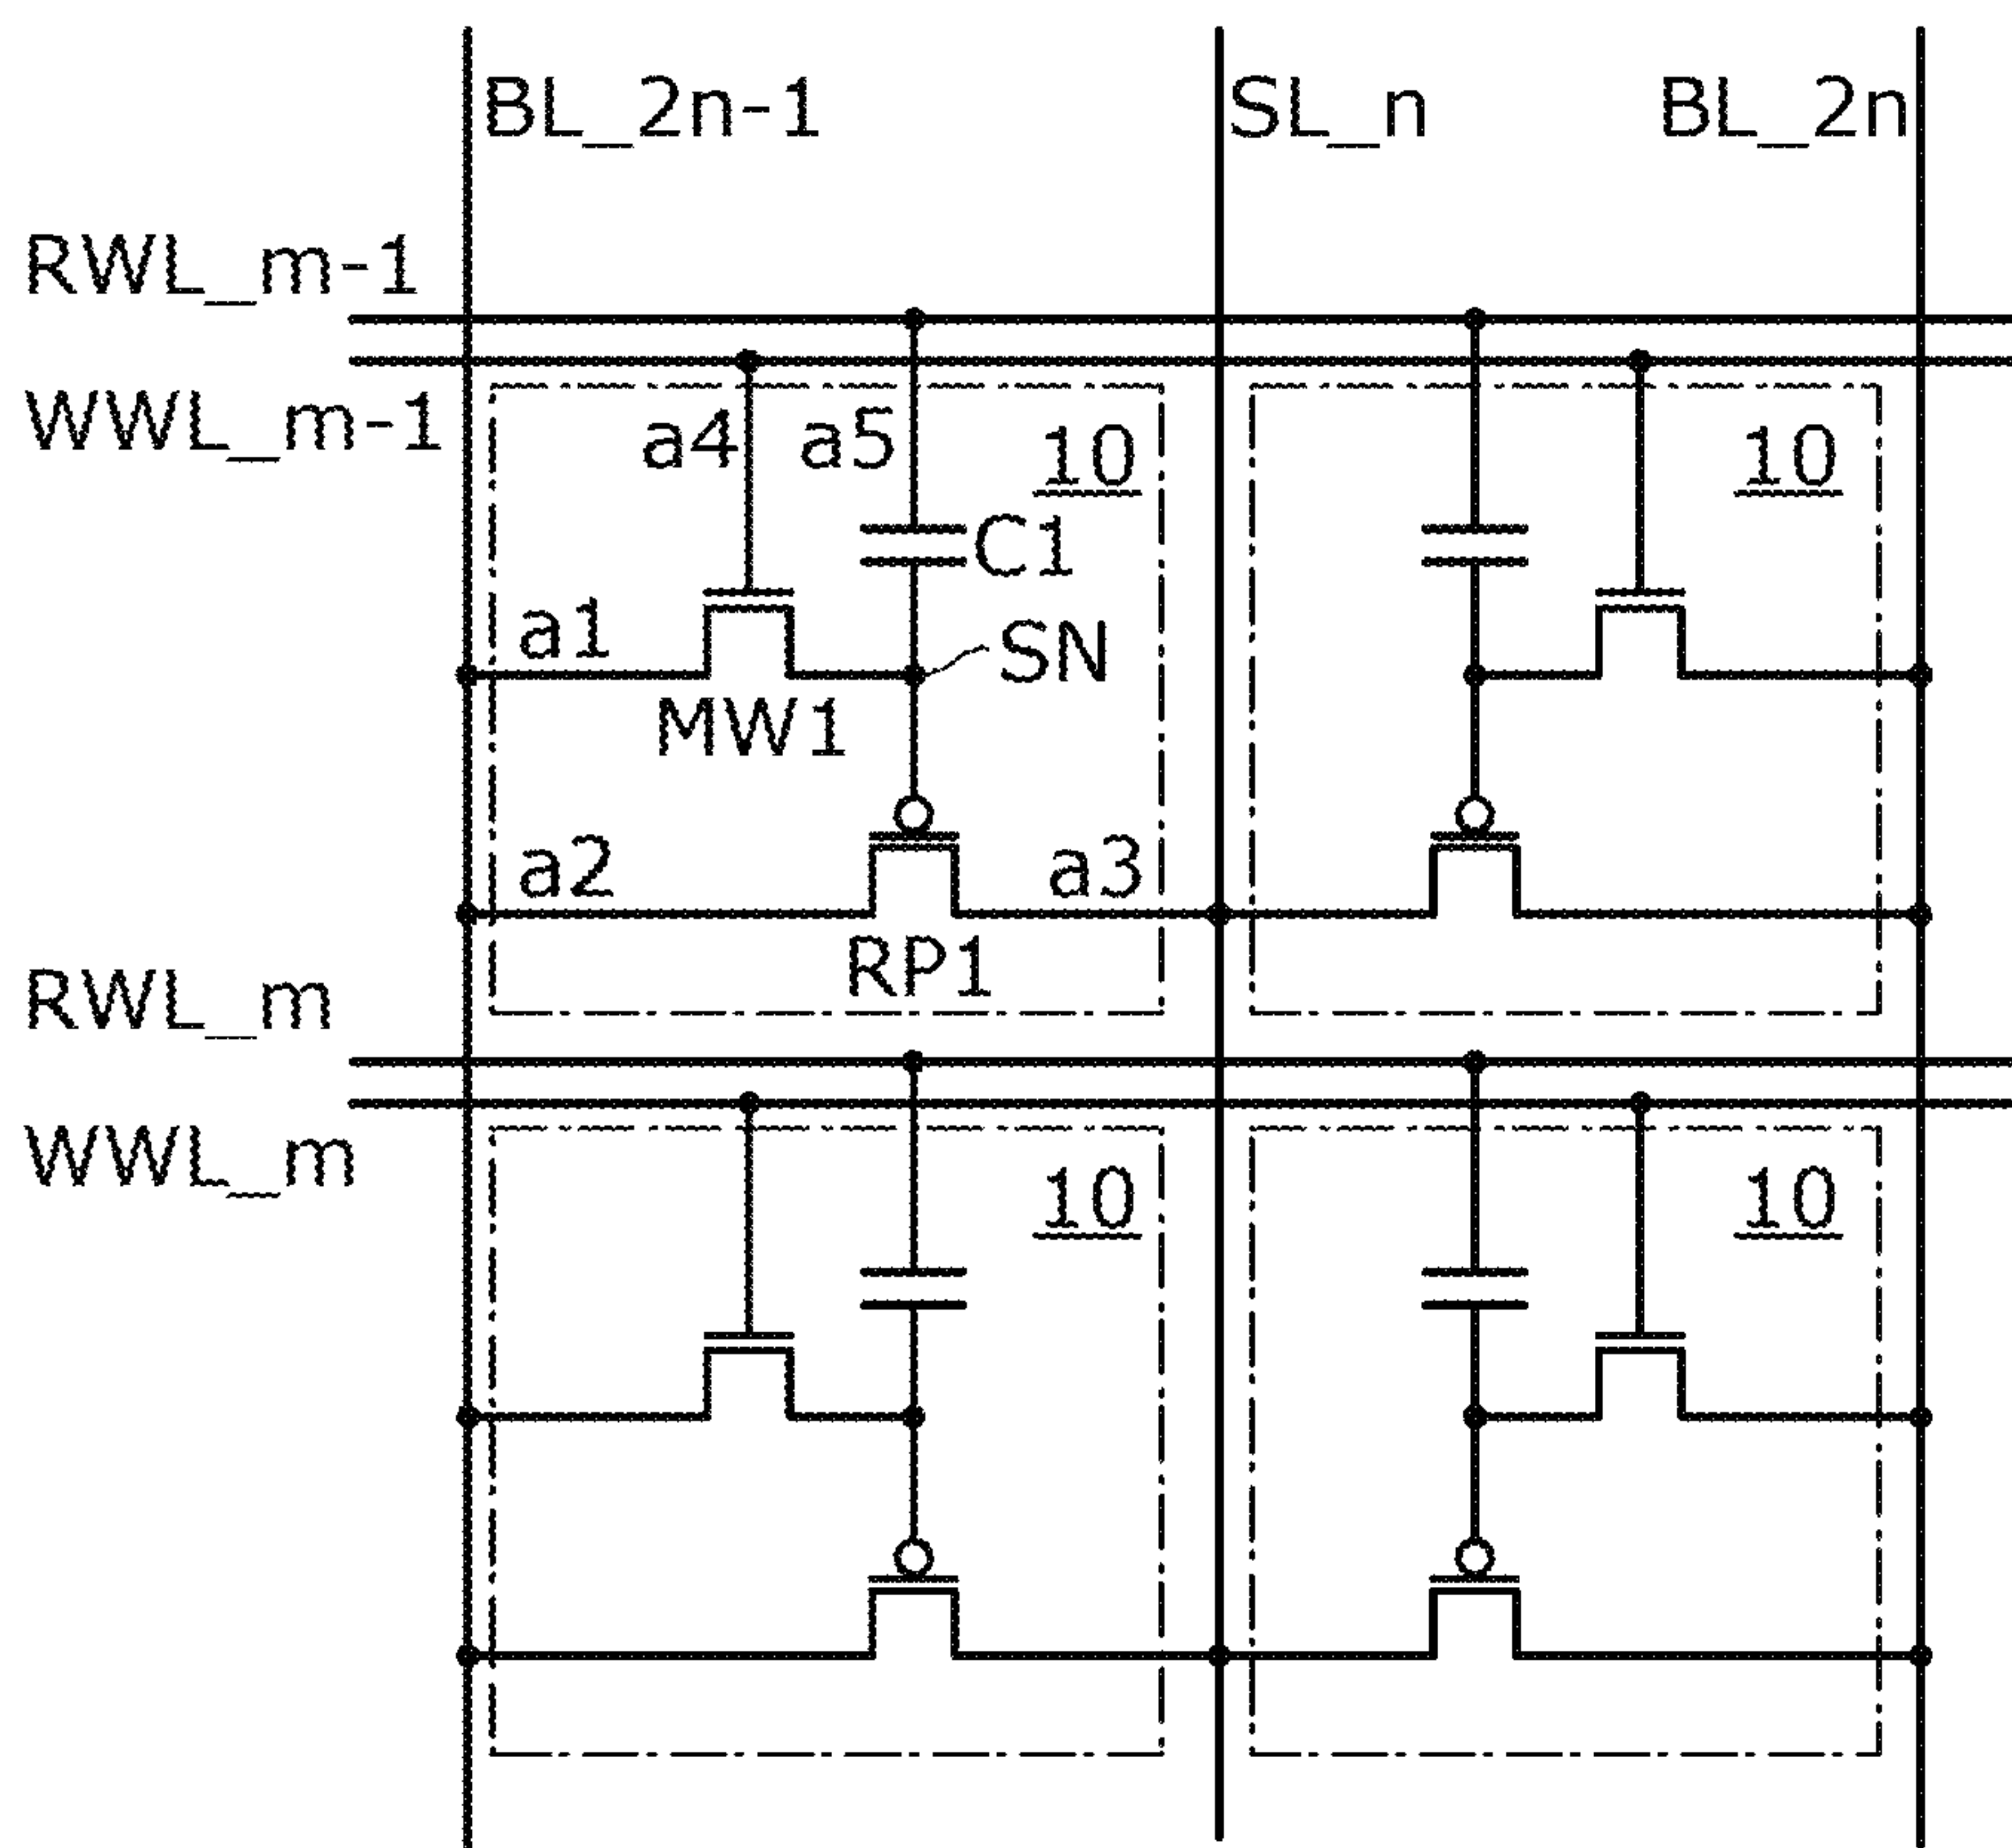 BL_2n-1
SL_n
BL_2n
RWL_m-1
WWL_m-1
a4
a5
10
10
C1
a1
SN
MW1
a2
a3
RP1
RWL_m
WWL_m
10
10